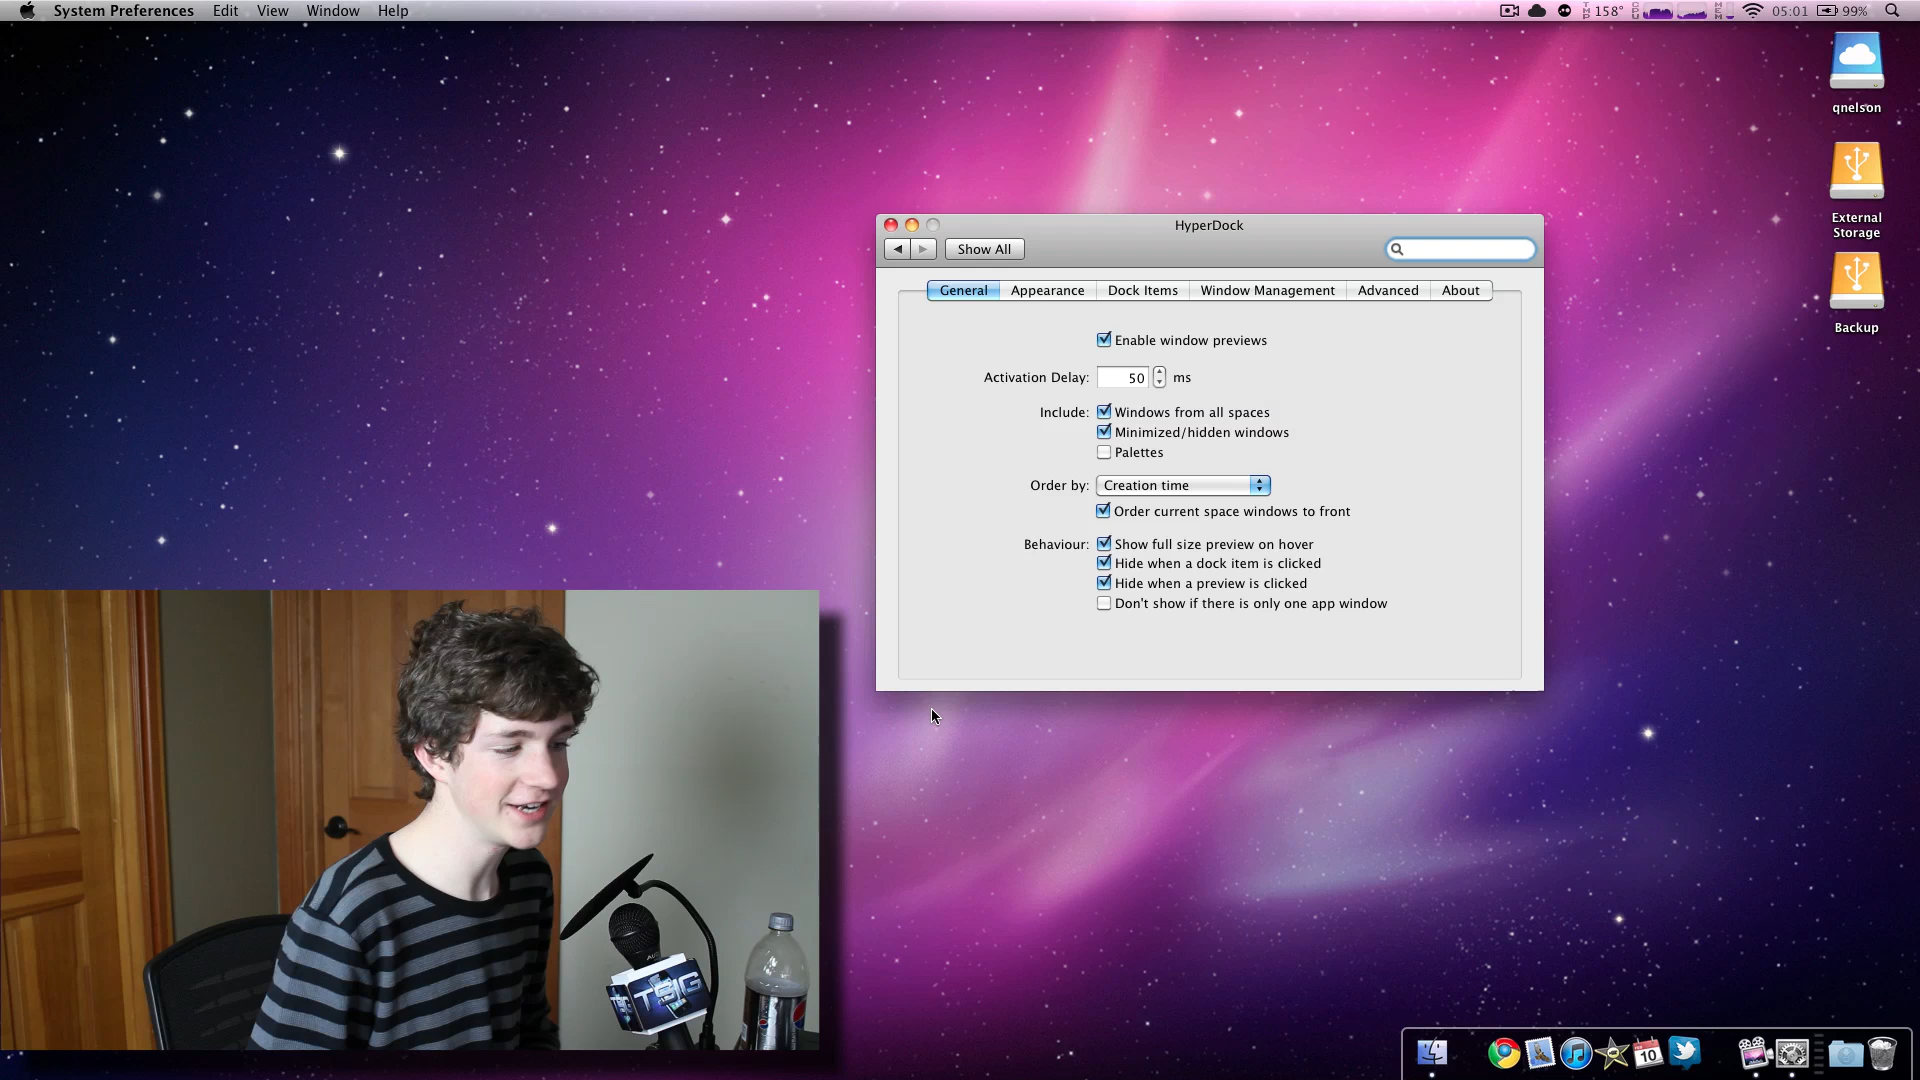 System Preferences Edit View Window Help
158° 05:01 99%
qnelson
External
Storage
Backup
HyperDock
Show All
General Appearance Dock Items Window Management Advanced About
Enable window previews
Activation Delay: 50 ms
Include: Windows from all spaces
Minimized/hidden windows
Palettes
Order by: Creation time
Order current space windows to front
Behaviour: Show full size preview on hover
Hide when a dock item is clicked
Hide when a preview is clicked
Don't show if there is only one app window
TSIG
10